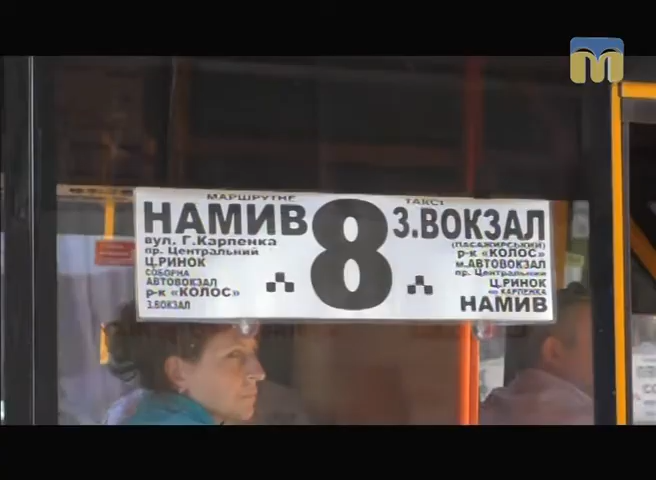 МАРШРУТНЕ ТАКСІ
НАМИВ 8 З.ВОКЗАЛ
вул. Г.Карпенка
пр. Центральний
Ц.РИНОК
СОБОРНА
АВТОВОКЗАЛ
р-к «КОЛОС»
З.ВОКЗАЛ
(ПАСАЖИРСЬКИЙ)
р-к «КОЛОС»
м.АВТОВОКЗАЛ
пр. Центральний
Ц.РИНОК
КАРПЕНКА
НАМИВ